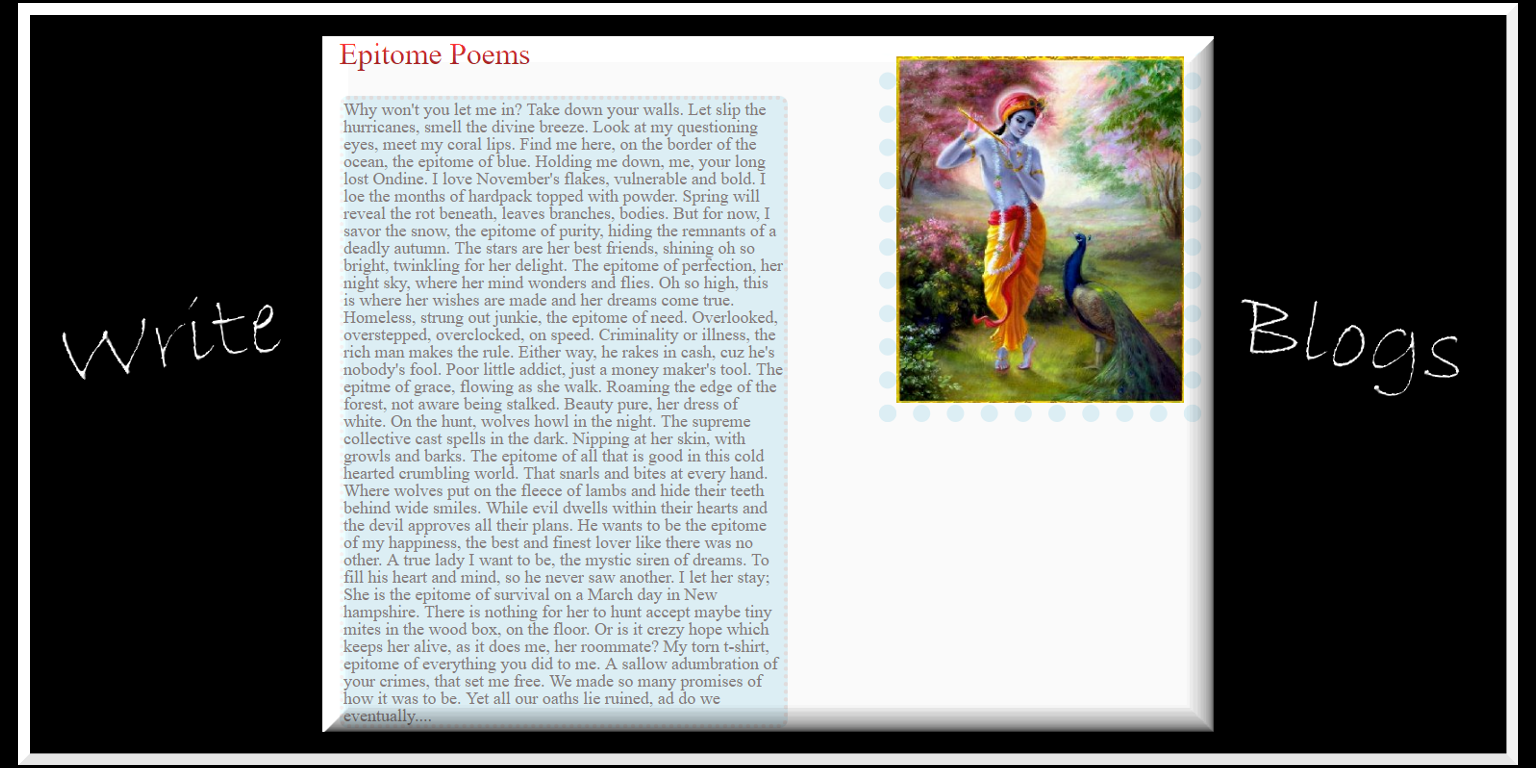 Epitome Poems
Why won't you let me in? Take down your walls. Let slip the
hurricanes, smell the divine breeze. Look at my questioning
eyes, meet my coral lips. Find me here, on the border of the
ocean, the epitome of blue. Holding me down, me, your long
lost Ondine. I love November's flakes, vulnerable and bold. I
loe the months of hardpack topped with powder. Spring will
reveal the rot beneath, leaves branches, bodies. But for now, I
savor the snow, the epitome of purity, hiding the remnants of a
deadly autumn. The stars are her best friends, shining oh so
bright, twinkling for her delight. The epitome of perfection, her
night sky, where her mind wonders and flies. Oh so high, this
is where her wishes are made and her dreams come true.
Homeless, strung out junkie, the epitome of need. Overlooked,
overstepped, overclocked, on speed. Criminality or illness, the
rich man makes the rule. Either way, he rakes in cash, cuz he's
nobody's fool. Poor little addict, just a money maker's tool. The
epitme of grace, flowing as she walk. Roaming the edge of the
forest, not aware being stalked. Beauty pure, her dress of
white. On the hunt, wolves howl in the night. The supreme
collective cast spells in the dark. Nipping at her skin, with
growls and barks. The epitome of all that is good in this cold
hearted crumbling world. That snarls and bites at every hand.
Where wolves put on the fleece of lambs and hide their teeth
behind wide smiles. While evil dwells within their hearts and
the devil approves all their plans. He wants to be the epitome
of my happiness, the best and finest lover like there was no
other. A true lady I want to be, the mystic siren of dreams. To
fill his heart and mind, so he never saw another. I let her stay;
She is the epitome of survival on a March day in New
hampshire. There is nothing for her to hunt accept maybe tiny
mites in the wood box, on the floor. Or is it crezy hope which
keeps her alive, as it does me, her roommate? My torn t-shirt,
epitome of everything you did to me. A sallow adumbration of
your crimes, that set me free. We made so many promises of
how it was to be. Yet all our oaths lie ruined, ad do we
eventually....
Write
Blogs